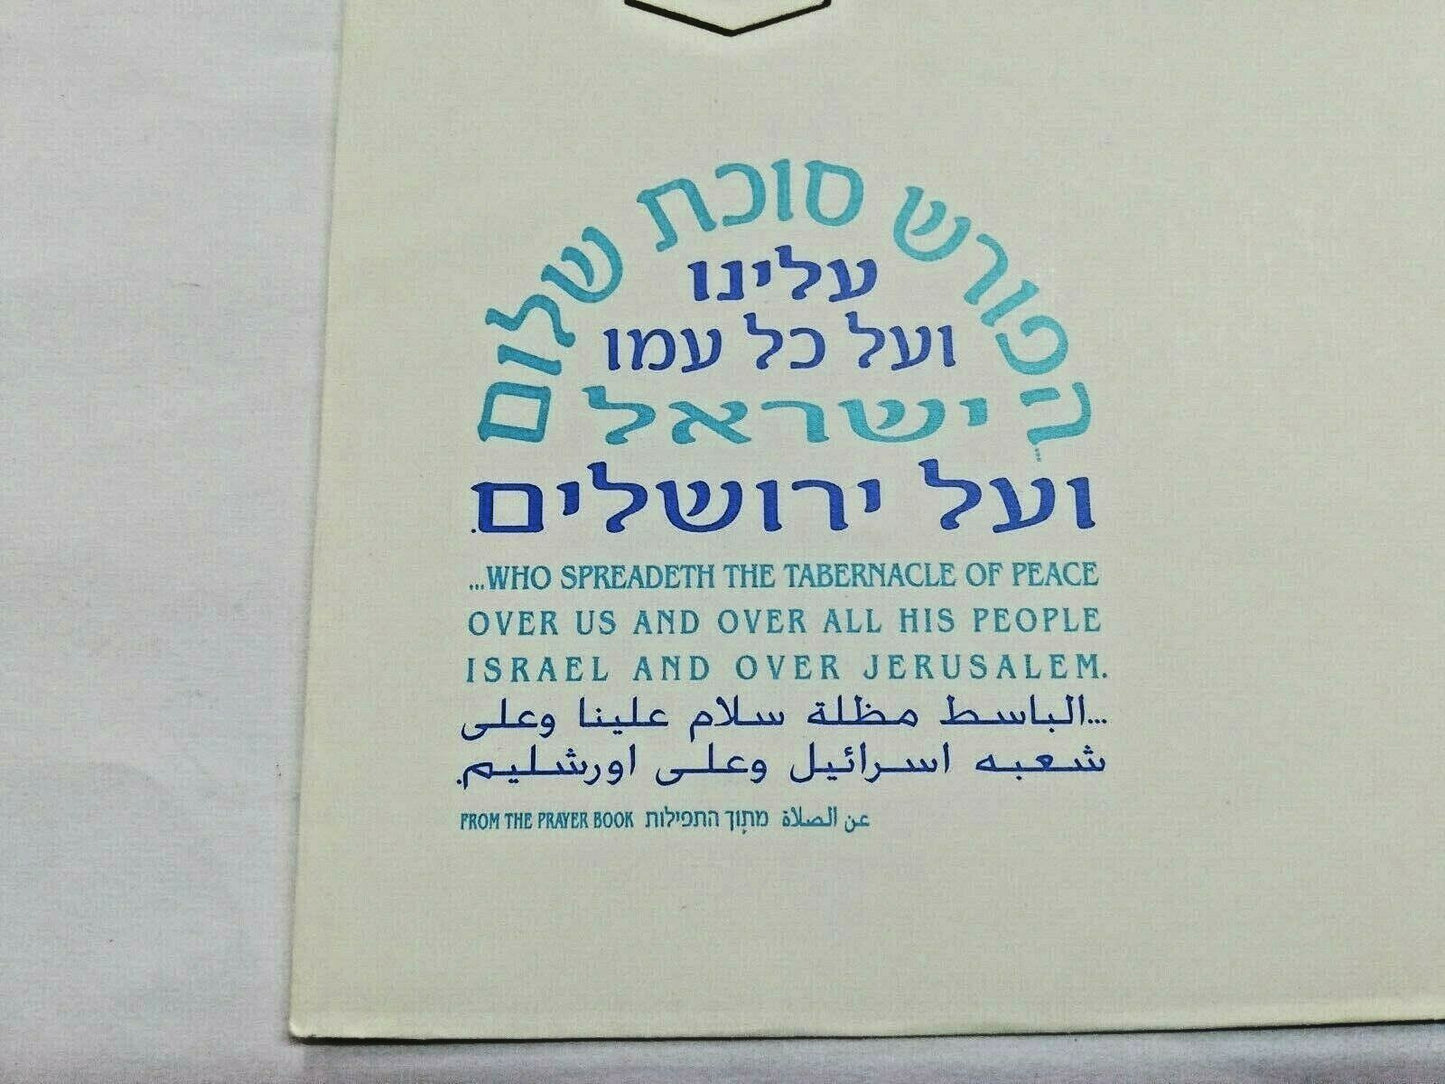 הפורש סוכת שלום
עלינו
ועל כל עמו
ישראל
ועל ירושלים.
...WHO SPREADETH THE TABERNACLE OF PEACE
OVER US AND OVER ALL HIS PEOPLE
ISRAEL AND OVER JERUSALEM.
...الباسط مظلة سلام علينا وعلى
شعبه اسرائيل وعلى اورشليم.
FROM THE PRAYER BOOK מתוך התפילות عن الصلاة